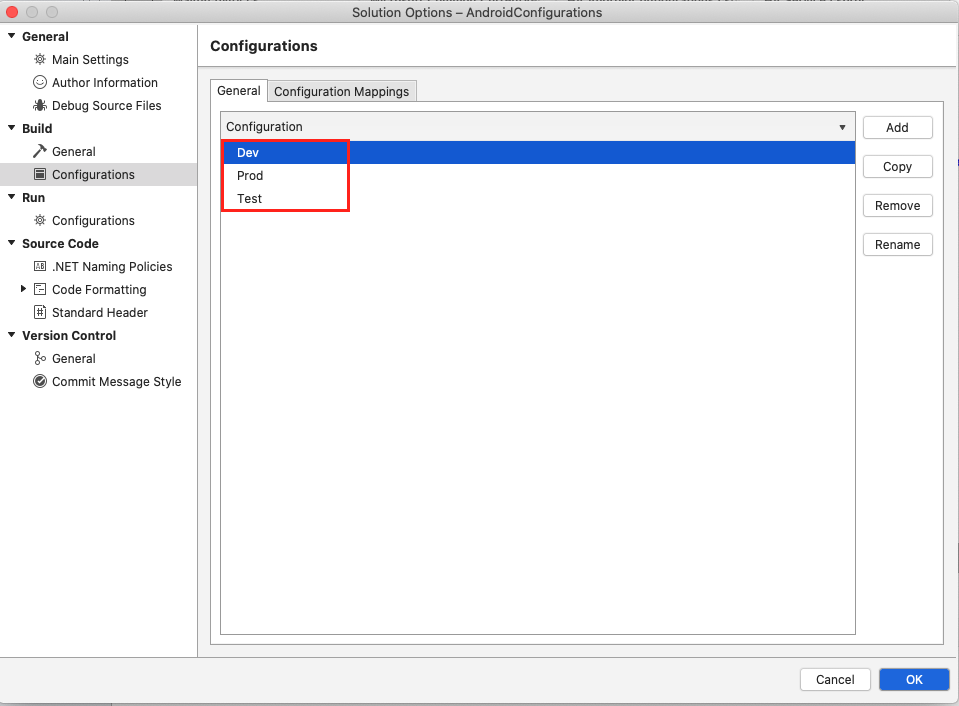 Solution Options – AndroidConfigurations
General
Main Settings
Author Information
Debug Source Files
Build
General
Configurations
Run
Configurations
Source Code
.NET Naming Policies
Code Formatting
Standard Header
Version Control
General
Commit Message Style
Configurations
General
Configuration Mappings
Configuration
Dev
Prod
Test
Add
Copy
Remove
Rename
Cancel
OK